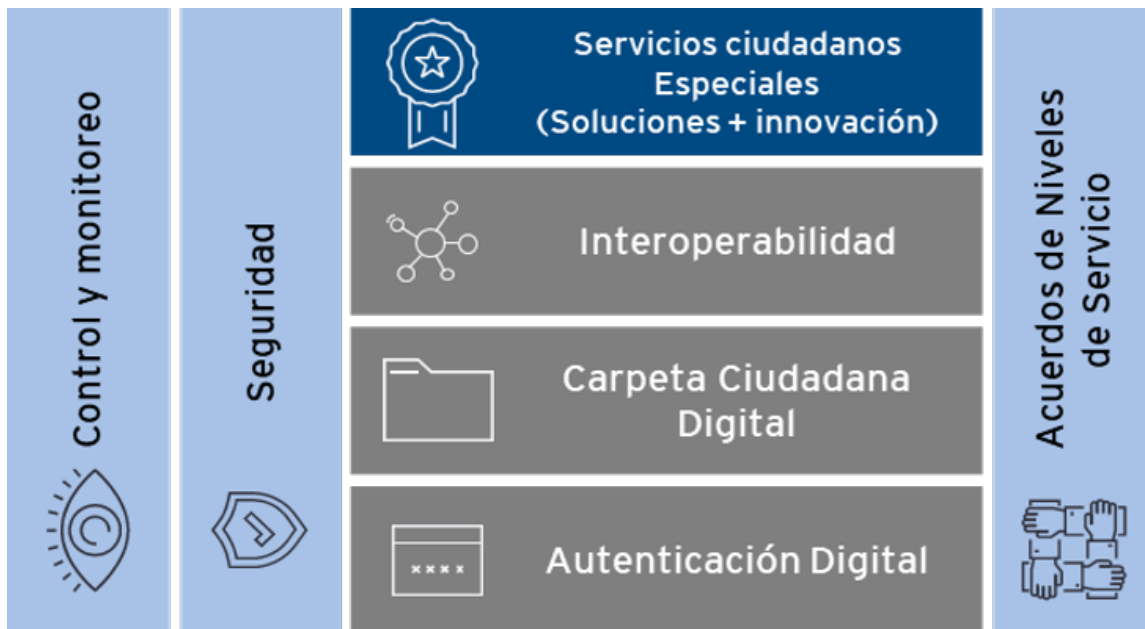 Control y monitoreo
Seguridad
Servicios ciudadanos
Especiales
(Soluciones + innovación)
Interoperabilidad
Carpeta Ciudadana
Digital
Autenticación Digital
Acuerdos de Niveles
de Servicio